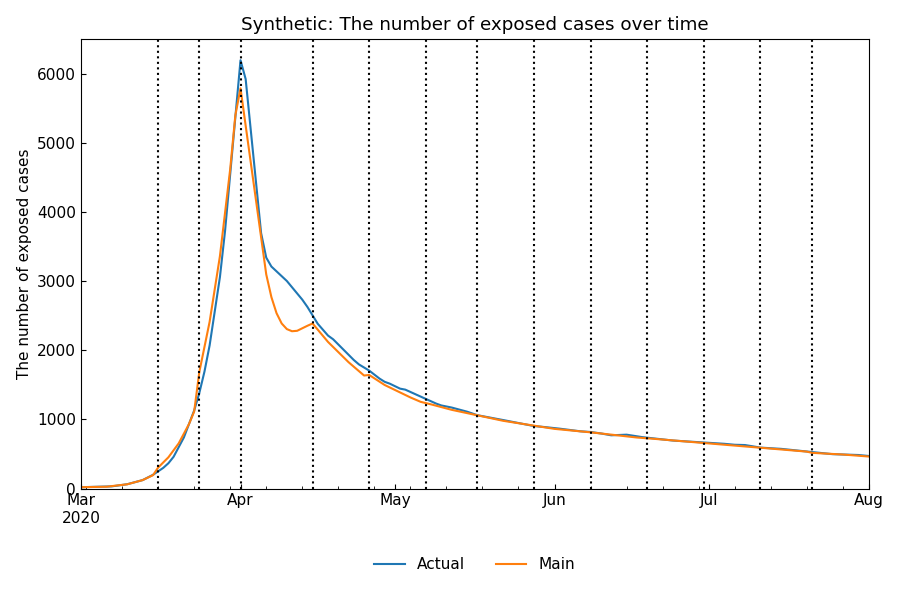 Synthetic: The number of exposed cases over time
The number of exposed cases
6000
5000
4000
3000
2000
1000
0
Mar Apr May Jun Jul Aug
2020
Actual Main